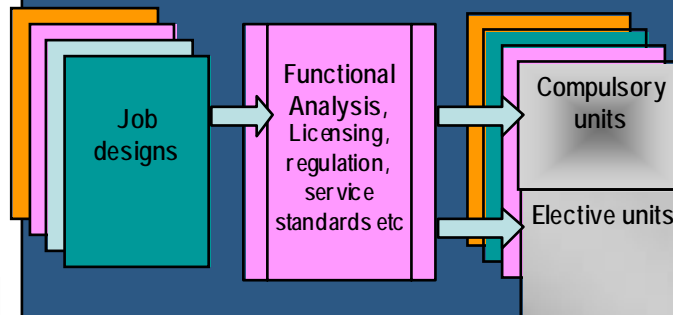 Job
designs
Functional
Analysis,
Licensing,
regulation,
service
standards etc
Compulsory
units
Elective units